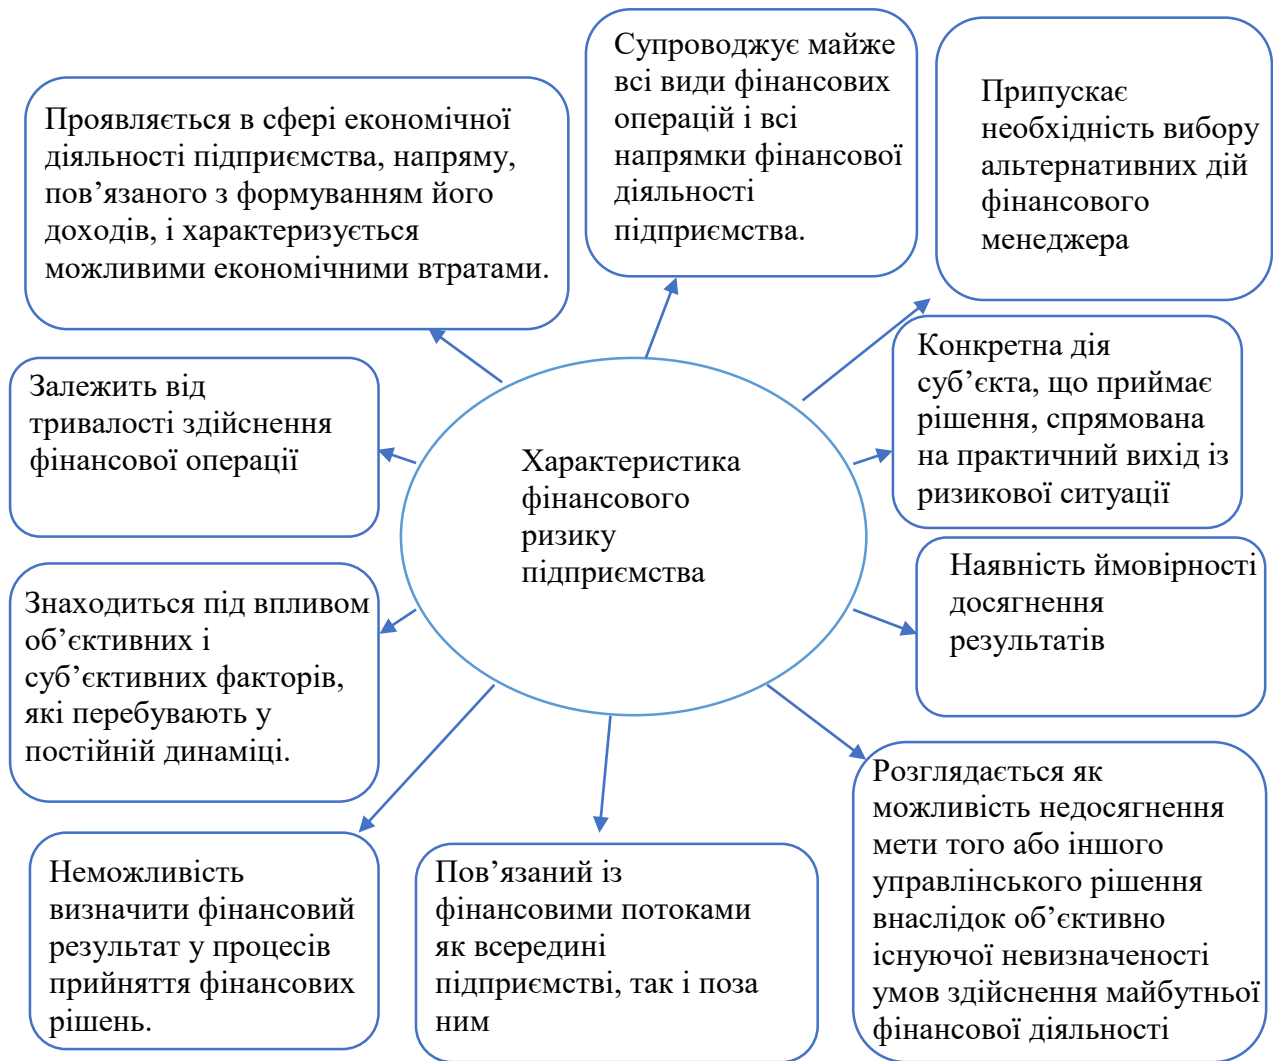 Супроводжує майже
всі види фінансових
операцій і всі
напрямки фінансової
діяльності
підприємства.
Припускає
необхідність вибору
альтернативних дій
фінансового
менеджера
Проявляється в сфері економічної
діяльності підприємства, напряму,
пов’язаного з формуванням його
доходів, і характеризується
можливими економічними втратами.
Конкретна дія
суб’єкта, що приймає
рішення, спрямована
на практичний вихід із
ризикової ситуації
Залежить від
тривалості здійснення
фінансової операції
Характеристика
фінансового
ризику
підприємства
Наявність ймовірності
досягнення
результатів
Знаходиться під впливом
об’єктивних і
суб’єктивних факторів,
які перебувають у
постійній динаміці.
Розглядається як
можливість недосягнення
мети того або іншого
управлінського рішення
внаслідок об’єктивно
існуючої невизначеності
умов здійснення майбутньої
фінансової діяльності
Неможливість
визначити фінансовий
результат у процесів
прийняття фінансових
рішень.
Пов’язаний із
фінансовими потоками
як всередині
підприємстві, так і поза
ним